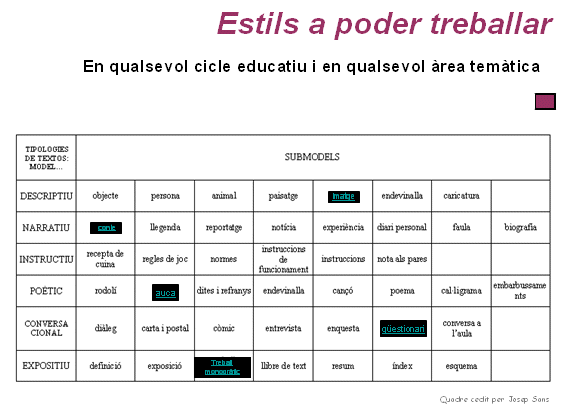 Estils a poder treballar
En qualsevol cicle educatiu i en qualsevol àrea temàtica
TIPOLOGIES
DE TEXTOS:
MODEL...
SUBMODELS
DESCRIPTIU objecte persona animal paisatge imatge endevinalla caricatura
NARRATIU conte llegenda reportatge notícia experiència diari personal faula biografia
INSTRUCTIU recepta de cuina regles de joc normes instruccions de funcionament instruccions nota als pares
POÈTIC rodolí auca dites i refranys endevinalla cançó poema cal·ligrama embarbussaments
CONVERSACIONAL diàleg carta i postal còmic entrevista enquesta qüestionari conversa a l'aula
EXPOSITIU definició exposició Treball monogràfic llibre de text resum índex esquema
Quadre cedit per Josep Sans